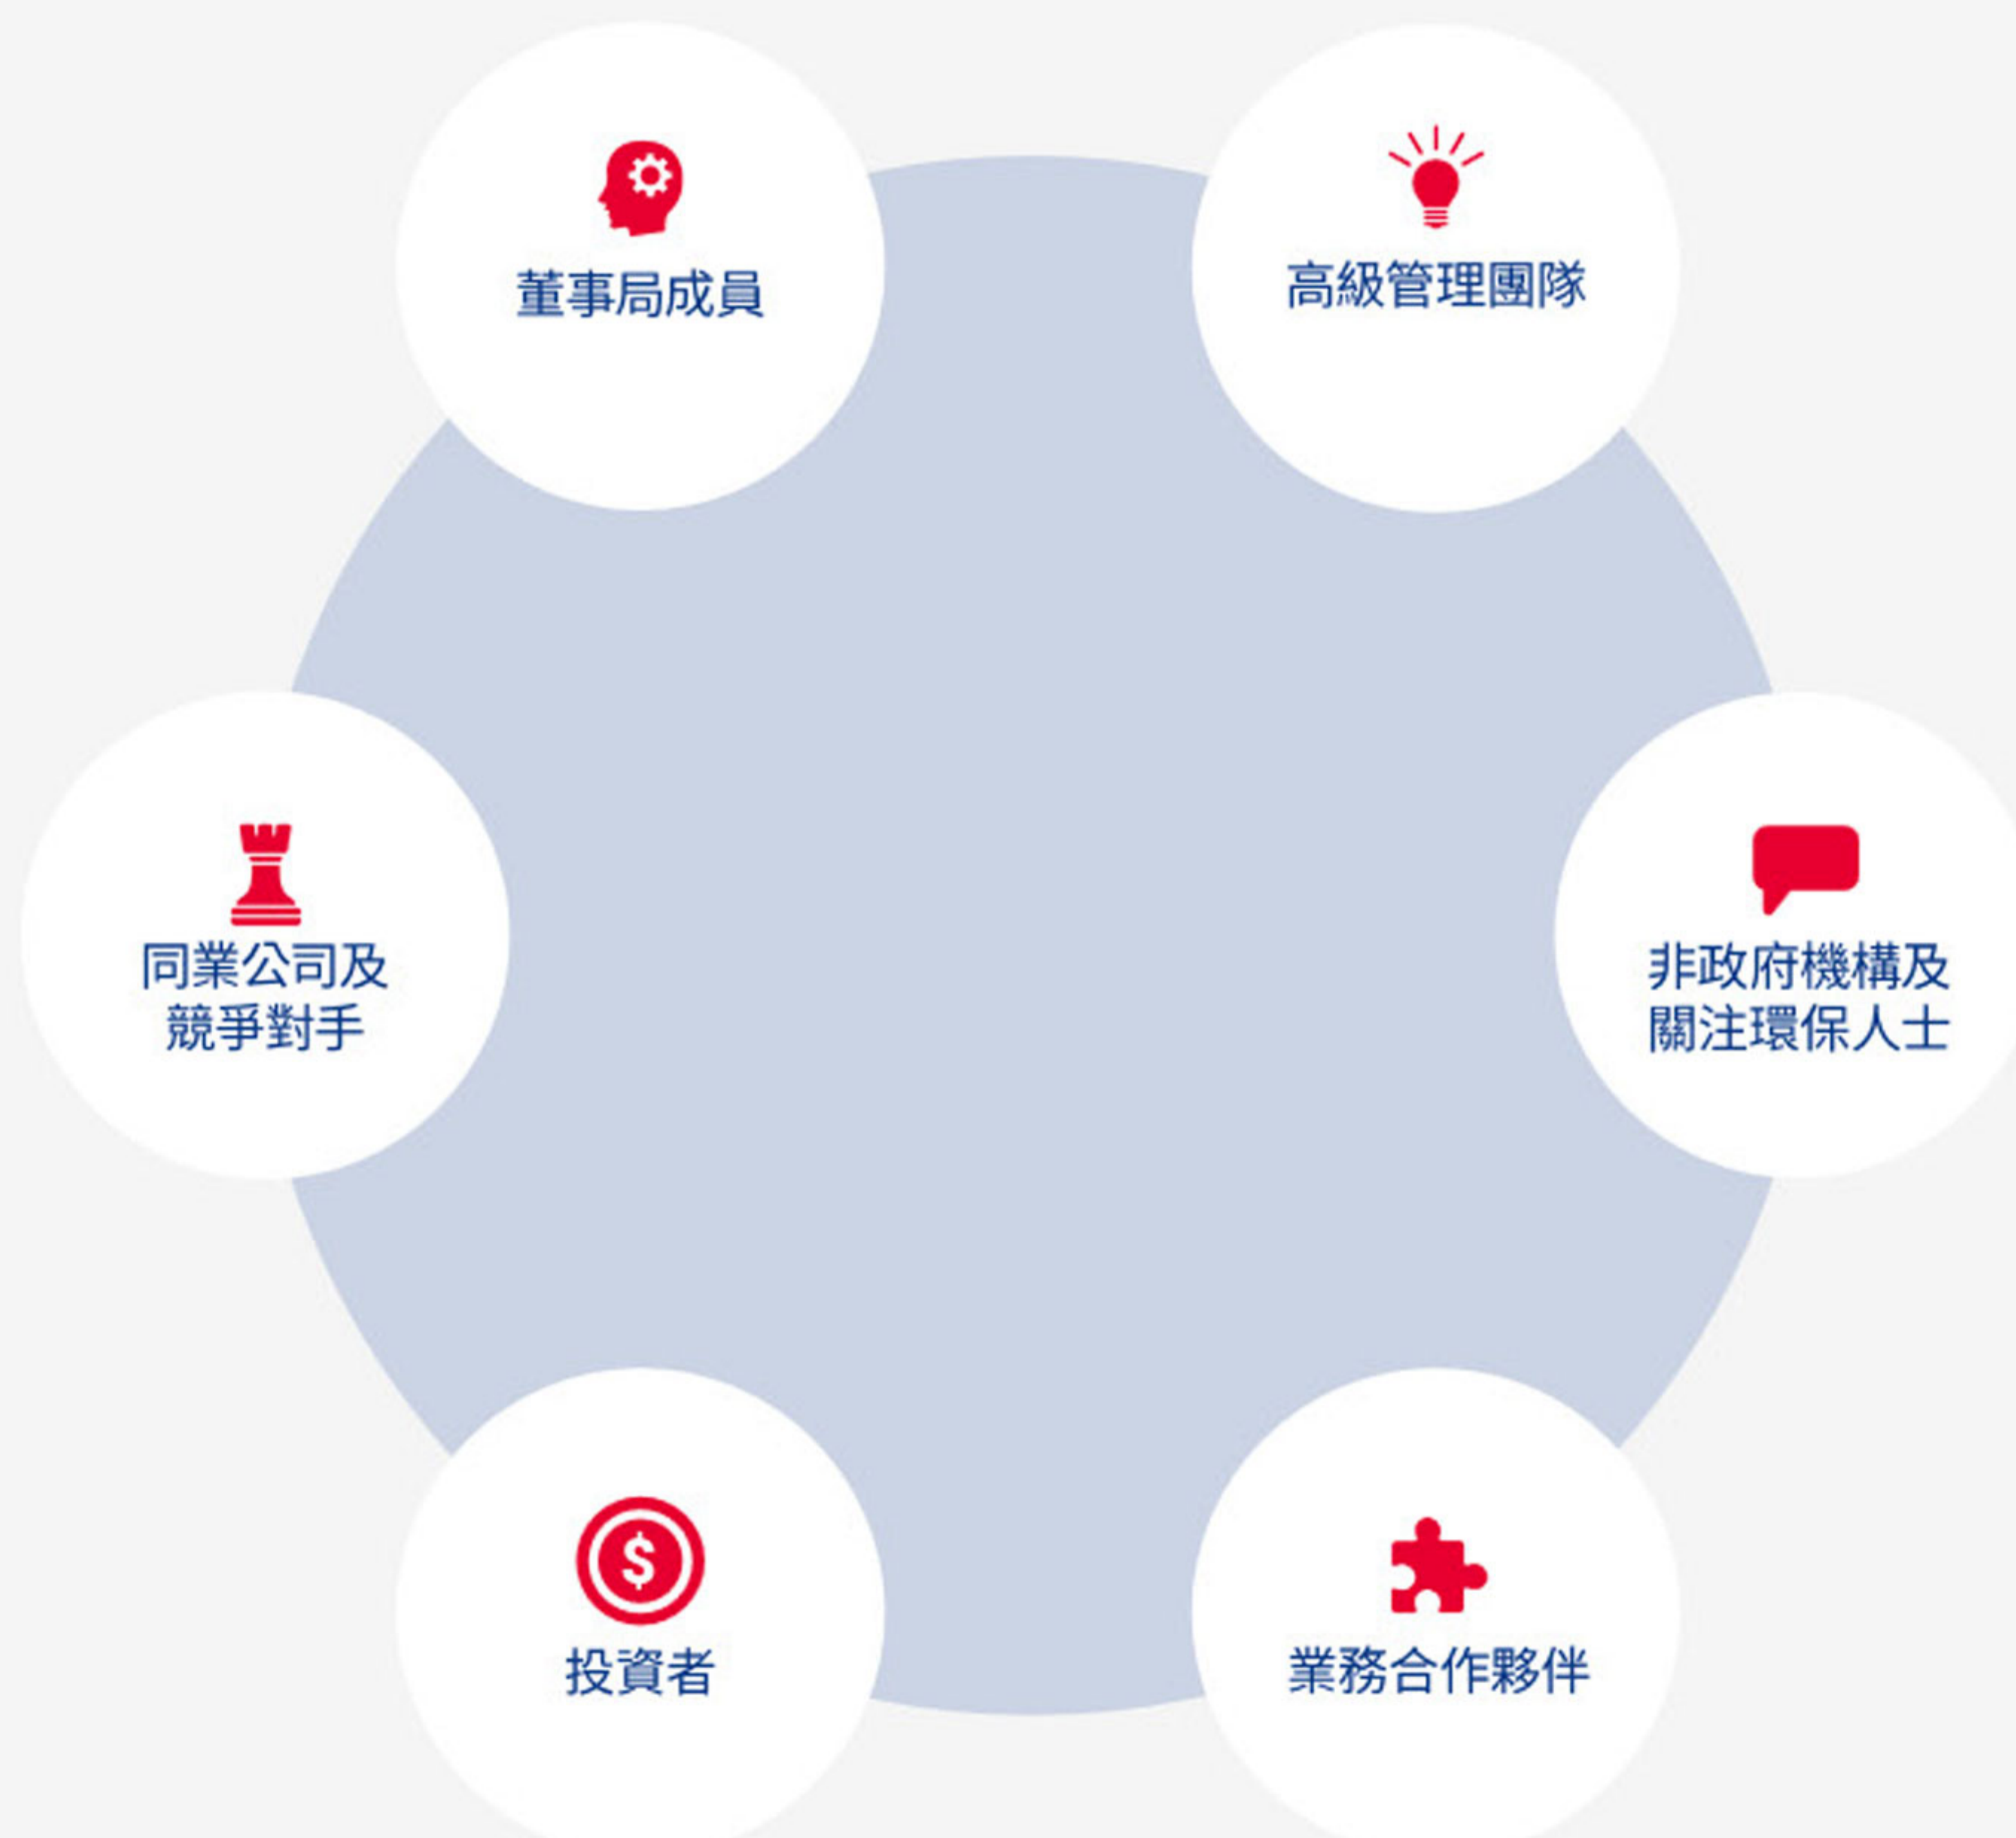 董事局成員
高級管理團隊
同業公司及
競爭對手
非政府機構及
關注環保人士
$
投資者
業務合作夥伴